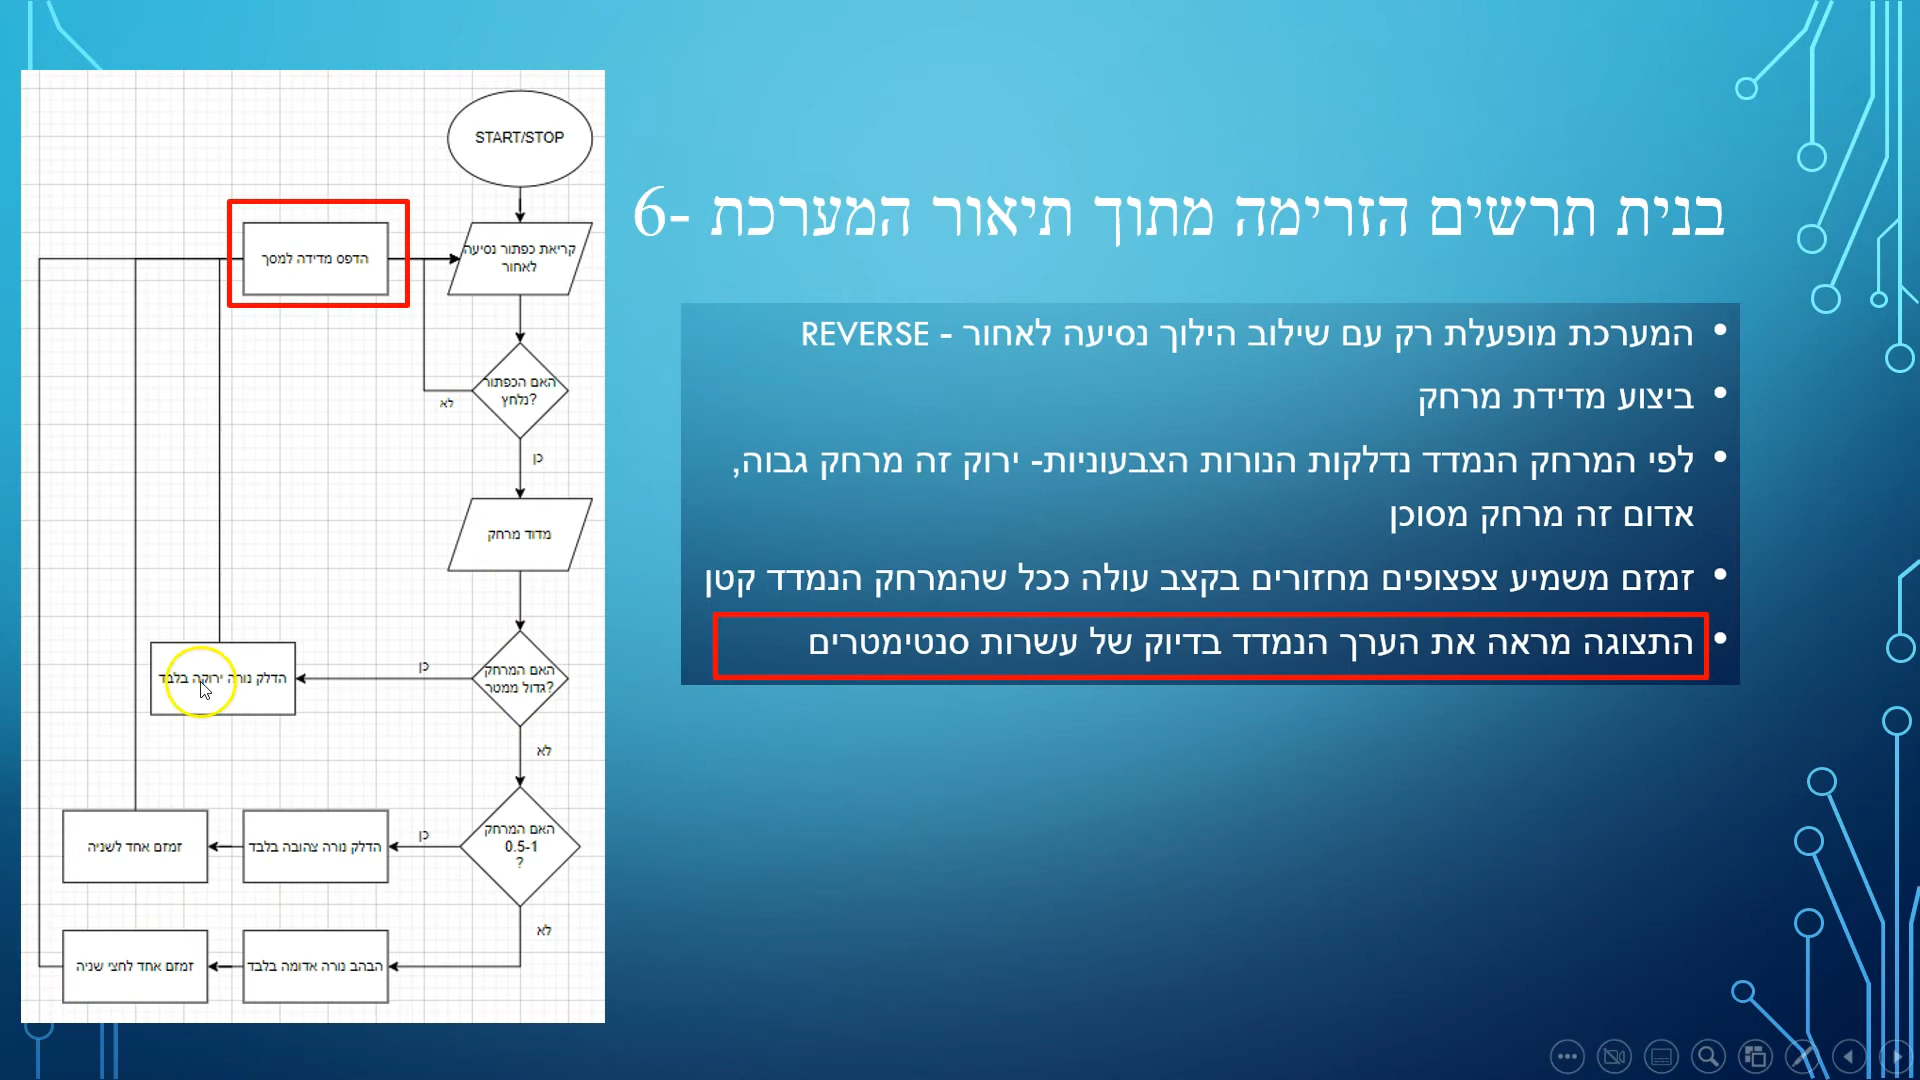 בנית תרשים הזרימה מתוך תיאור המערכת -6
• המערכת מופעלת רק עם שילוב הילוך נסיעה לאחור - REVERSE
• ביצוע מדידת מרחק
• לפי המרחק הנמדד נדלקות הנורות הצבעוניות- ירוק זה מרחק גבוה,
אדום זה מרחק מסוכן
• זמזם משמיע צפצופים מחזורים בקצב עולה ככל שהמרחק הנמדד קטן
• התצוגה מראה את הערך הנמדד בדיוק של עשרות סנטימטרים
START/STOP
קריאת כפתור נסיעה
לאחור
הדפס מדידה למסך
האם הכפתור
נלחץ?
לא
כן
מדוד מרחק
האם המרחק
גדול ממטר?
כן
הדלק נורה ירוקה בלבד
לא
האם המרחק
0.5-1
?
כן
הדלק נורה צהובה בלבד
זמזם אחד לשניה
לא
הבהב נורה אדומה בלבד
זמזם אחד לחצי שניה